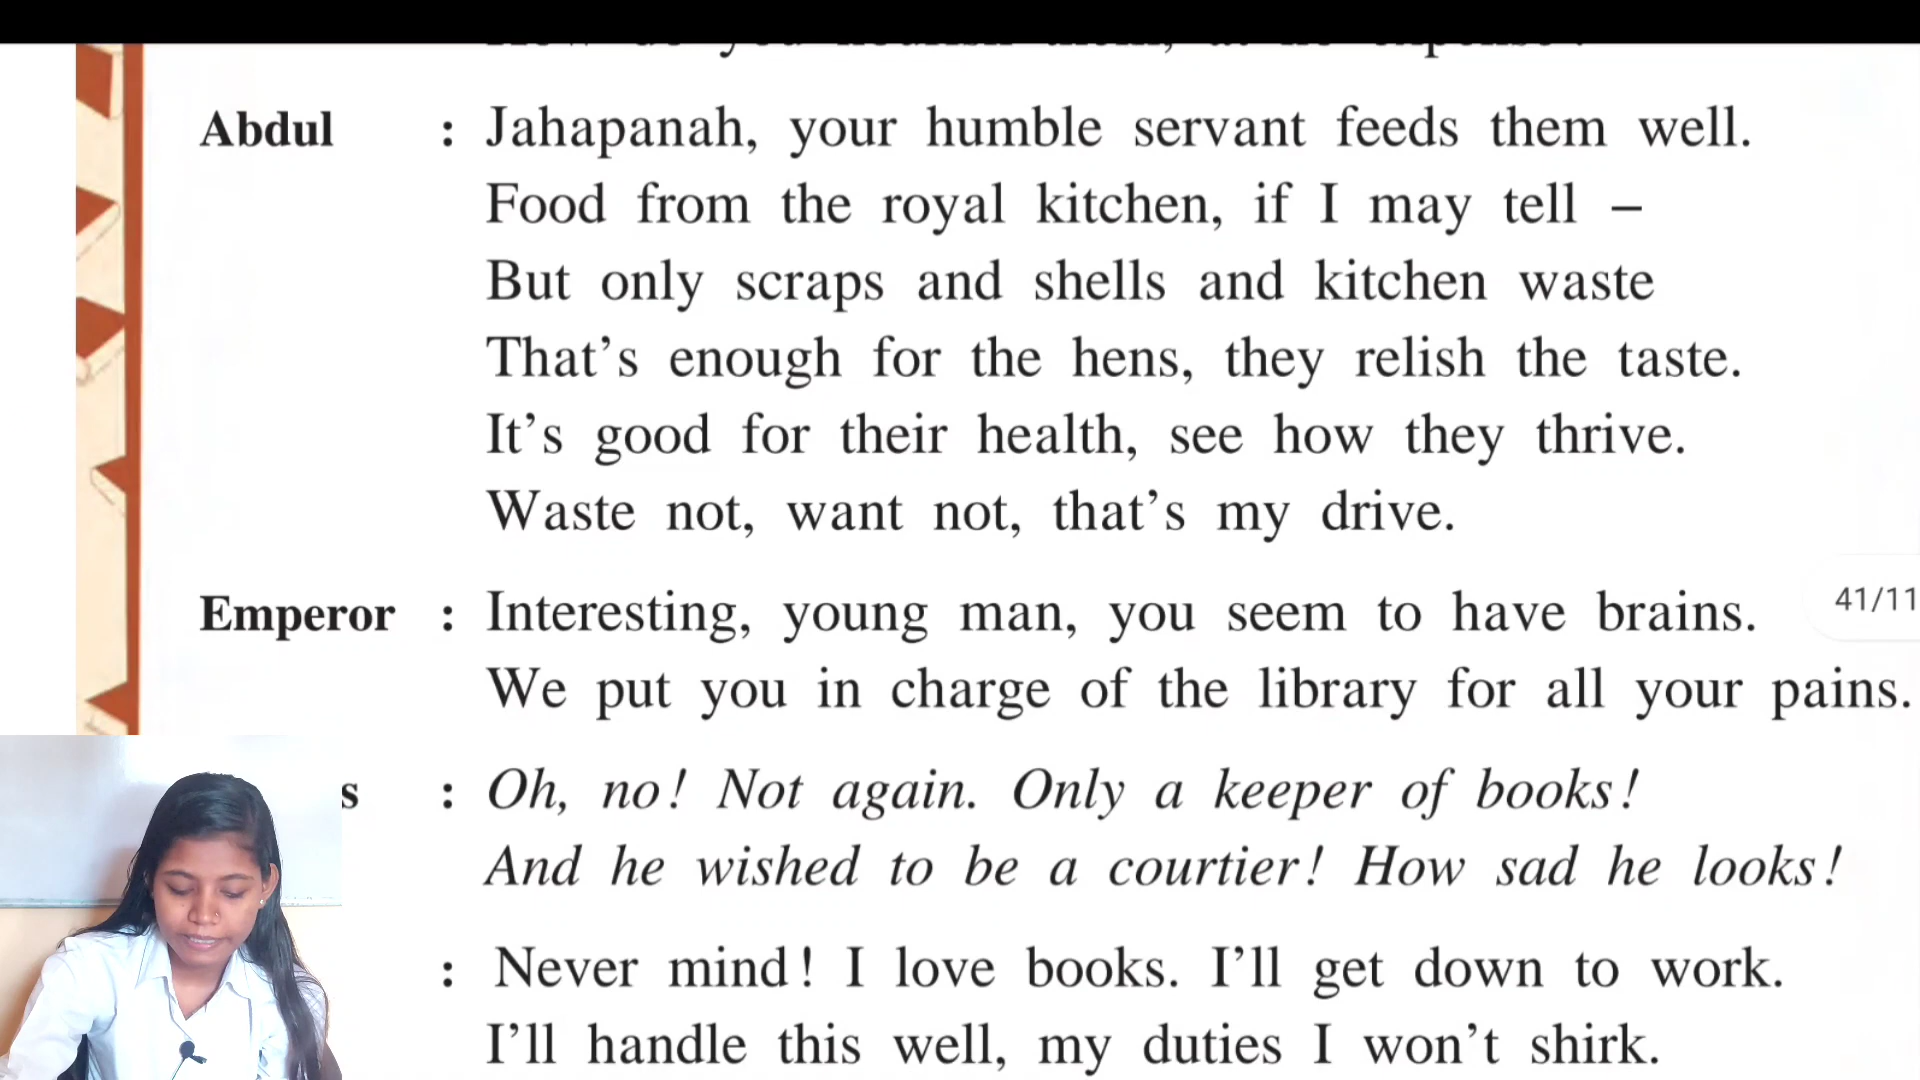 Abdul : Jahapanah, your humble servant feeds them well.
Food from the royal kitchen, if I may tell –
But only scraps and shells and kitchen waste
That’s enough for the hens, they relish the taste.
It’s good for their health, see how they thrive.
Waste not, want not, that’s my drive.
Emperor : Interesting, young man, you seem to have brains.
41/11
We put you in charge of the library for all your pains.
s : Oh, no! Not again. Only a keeper of books!
And he wished to be a courtier! How sad he looks!
: Never mind! I love books. I’ll get down to work.
I’ll handle this well, my duties I won’t shirk.